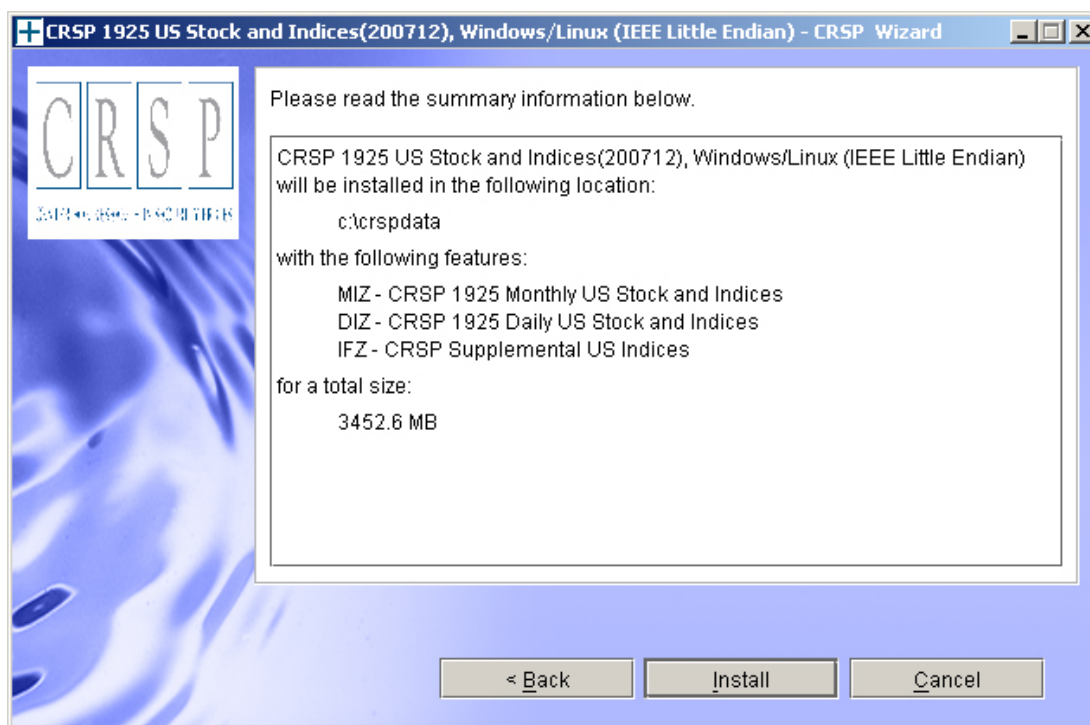 CRSP 1925 US Stock and Indices(200712), Windows/Linux (IEEE Little Endian) - CRSP Wizard
CRSP
Please read the summary information below.
CRSP 1925 US Stock and Indices(200712), Windows/Linux (IEEE Little Endian)
will be installed in the following location:
c:\crspdata
with the following features:
MIZ - CRSP 1925 Monthly US Stock and Indices
DIZ - CRSP 1925 Daily US Stock and Indices
IFZ - CRSP Supplemental US Indices
for a total size:
3452.6 MB
< Back
Install
Cancel